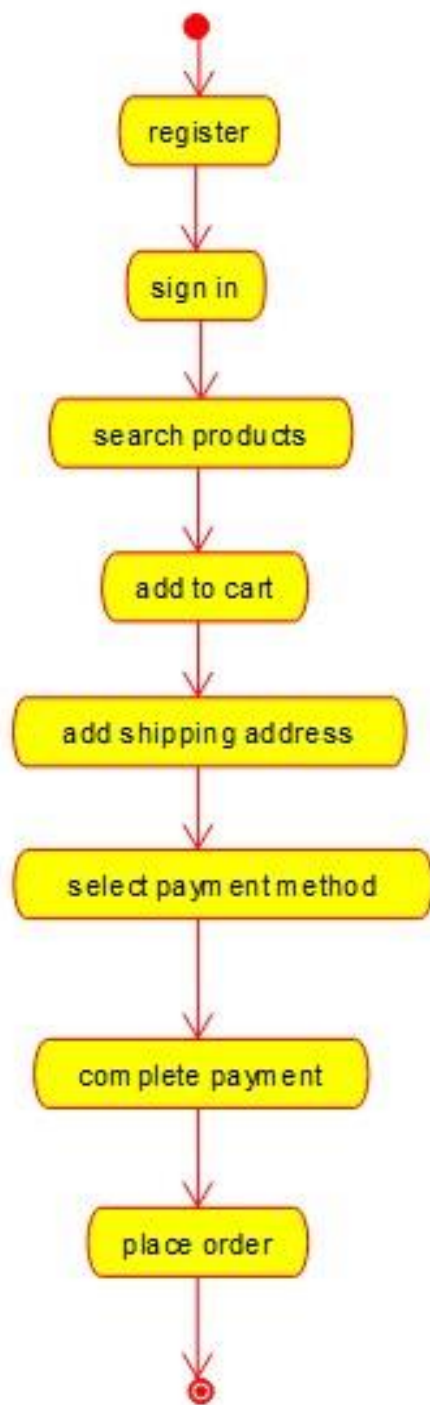 register
sign in
search products
add to cart
add shipping address
select payment method
complete payment
place order